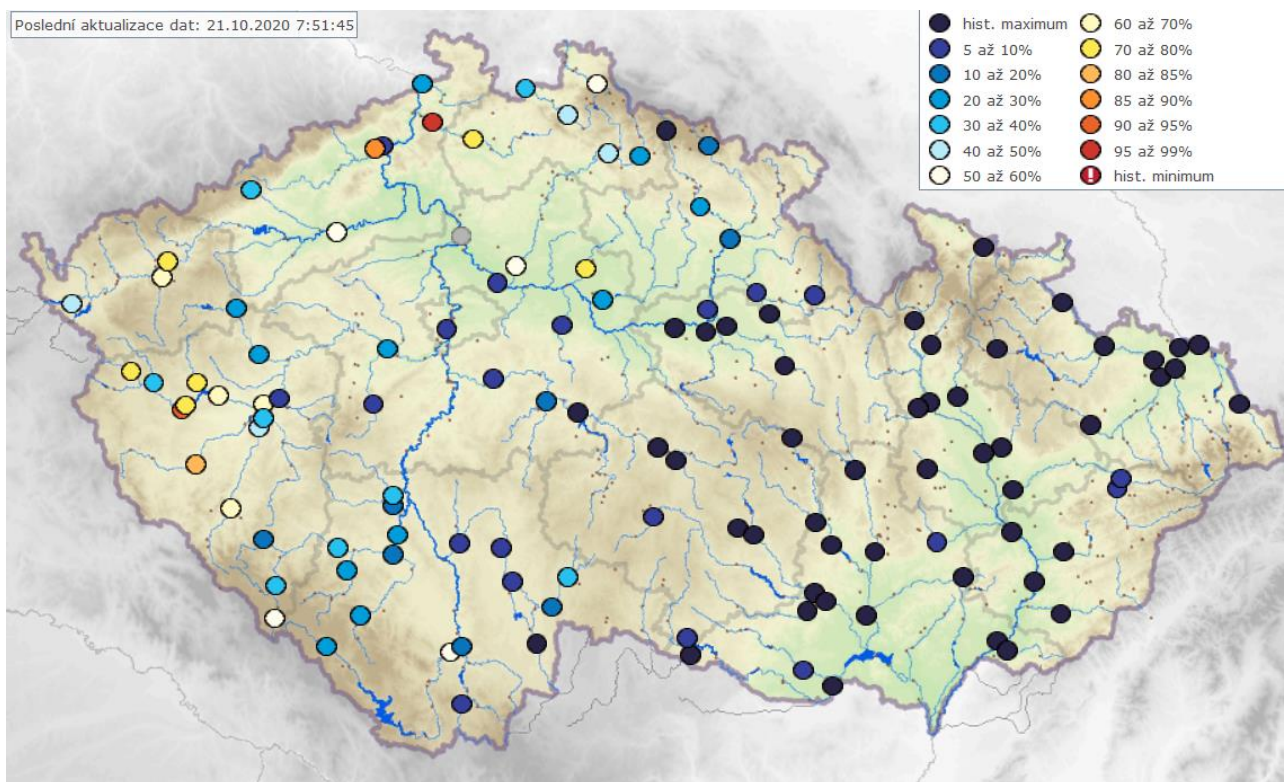 Poslední aktualizace dat: 21.10.2020 7:51:45
hist. maximum
5 až 10%
10 až 20%
20 až 30%
30 až 40%
40 až 50%
50 až 60%
60 až 70%
70 až 80%
80 až 85%
85 až 90%
90 až 95%
95 až 99%
hist. minimum